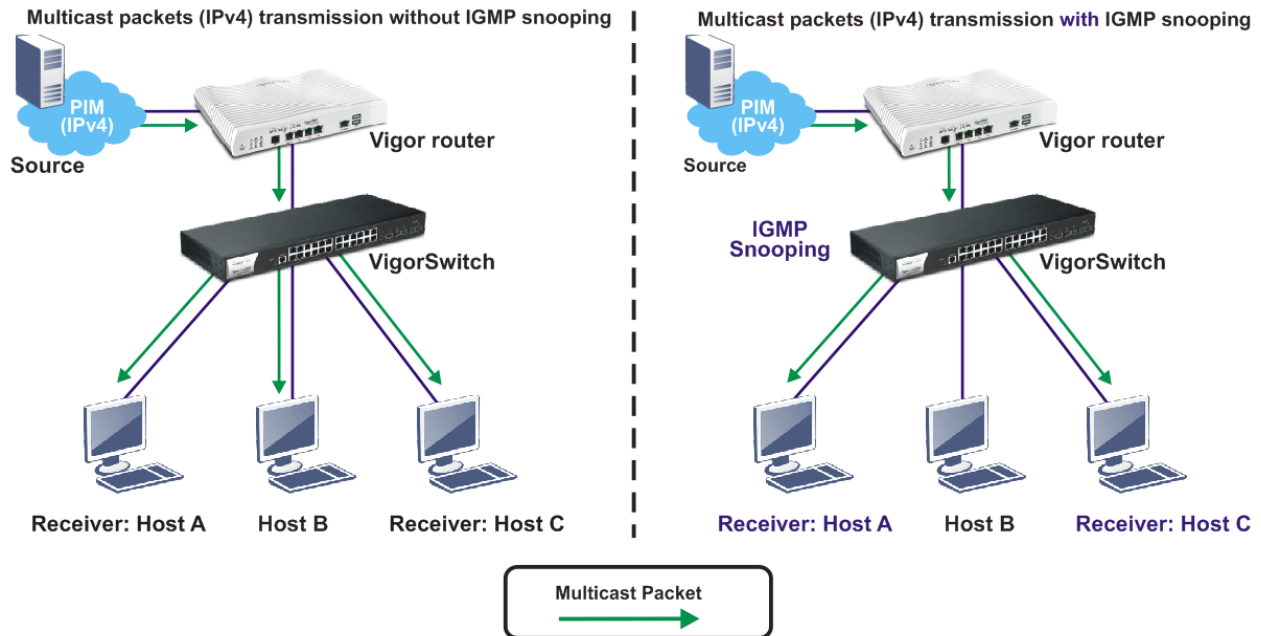 Multicast packets (IPv4) transmission without IGMP snooping
PIM
(IPv4)
Source
Vigor router
VigorSwitch
Receiver: Host A
Host B
Receiver: Host C
Multicast packets (IPv4) transmission with IGMP snooping
PIM
(IPv4)
Source
Vigor router
IGMP
Snooping
VigorSwitch
Receiver: Host A
Host B
Receiver: Host C
Multicast Packet